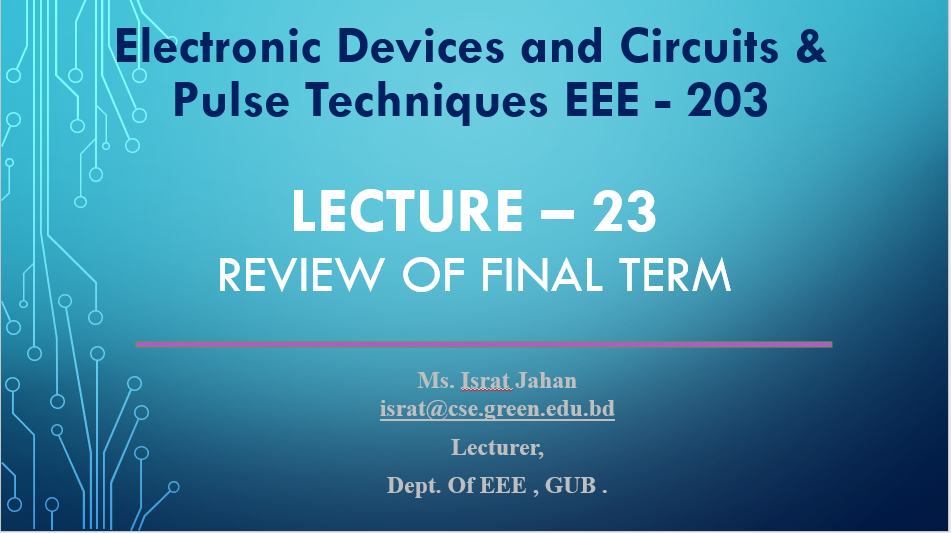 Electronic Devices and Circuits &
Pulse Techniques EEE - 203
LECTURE – 23
REVIEW OF FINAL TERM
Ms. Israt Jahan
israt@cse.green.edu.bd
Lecturer,
Dept. Of EEE , GUB .